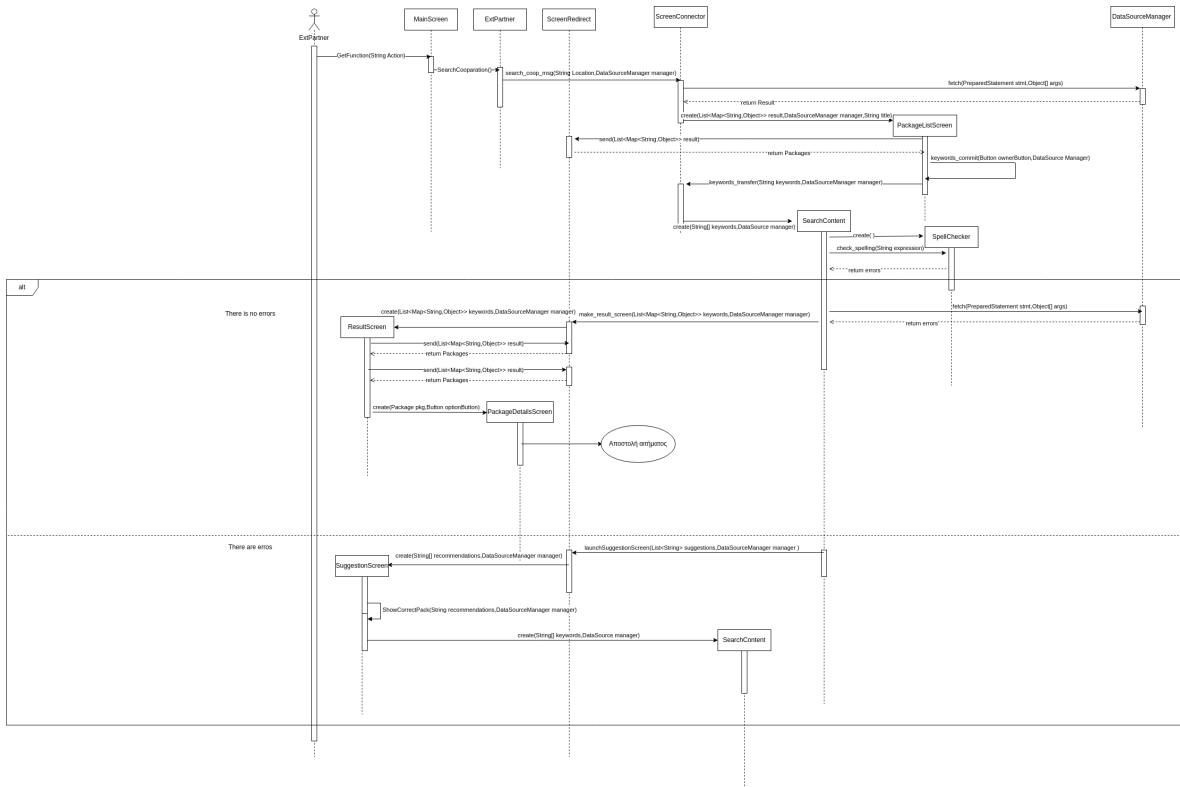 ExtPartner
MainScreen
ExtPartner
ScreenRedirect
ScreenConnector
DataSourceManager
GetFunction(String Action)
SearchCooparation()
search_coop_msg(String Location,DataSourceManager manager)
fetch(PreparedStatement stmt,Object[] args)
return Result
create(List<Map<String,Object>> result,DataSourceManager manager,String title)
PackageListScreen
send(List<Map<String,Object>> result)
return Packages
keywords_commit(Button ownerButton,DataSource Manager)
keywords_transfer(String keywords,DataSourceManager manager)
SearchContent
create(String[] keywords,DataSource manager)
create( )
SpellChecker
check_spelling(String expression)
return errors
alt
There is no errors
fetch(PreparedStatement stmt,Object[] args)
create(List<Map<String,Object>> keywords,DataSourceManager manager)
make_result_screen(List<Map<String,Object>> keywords,DataSourceManager manager)
return errors
ResultScreen
send(List<Map<String,Object>> result)
return Packages
send(List<Map<String,Object>> result)
return Packages
create(Package pkg,Button optionButton)
PackageDetailsScreen
Αποστολή αιτήματος
There are erros
launchSuggestionScreen(List<String> suggestions,DataSourceManager manager )
create(String[] recommendations,DataSourceManager manager)
SuggestionScreen
ShowCorrectPack(String recommendations,DataSourceManager manager)
create(String[] keywords,DataSource manager)
SearchContent